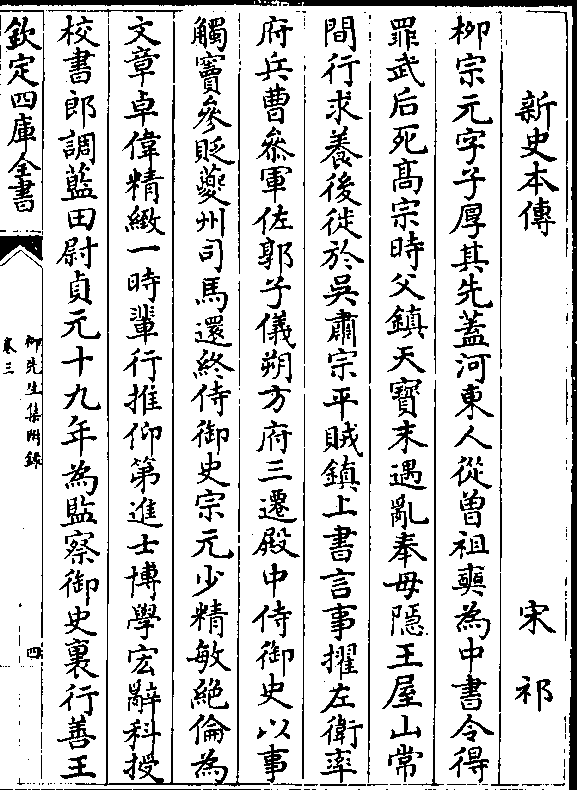 新史本傳 宋祁
柳宗元字子厚其先蓋河東人從曾祖奭為中書令得
罪武后死高宗時父鎮天寶末遇亂奉母隱王屋山常
間行求養後徙於吳肅宗平賊鎮上書言事擢左衛率
府兵曹叅軍佐郭子儀朔方府三遷殿中侍御史以事
觸竇參貶夔州司馬還終侍御史宗元少精敏絶倫為
文章卓偉精緻一時輩行推仰第進士博學宏辭科授
校書郎調藍田尉貞元十九年為監察御史裏行善王
欽定四庫全書
柳先生集附錄
卷三
四